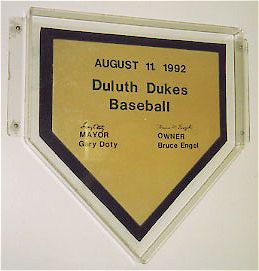 AUGUST 11 1992
Duluth Dukes
Baseball
MAYOR OWNER
Gary Doty Bruce Engel